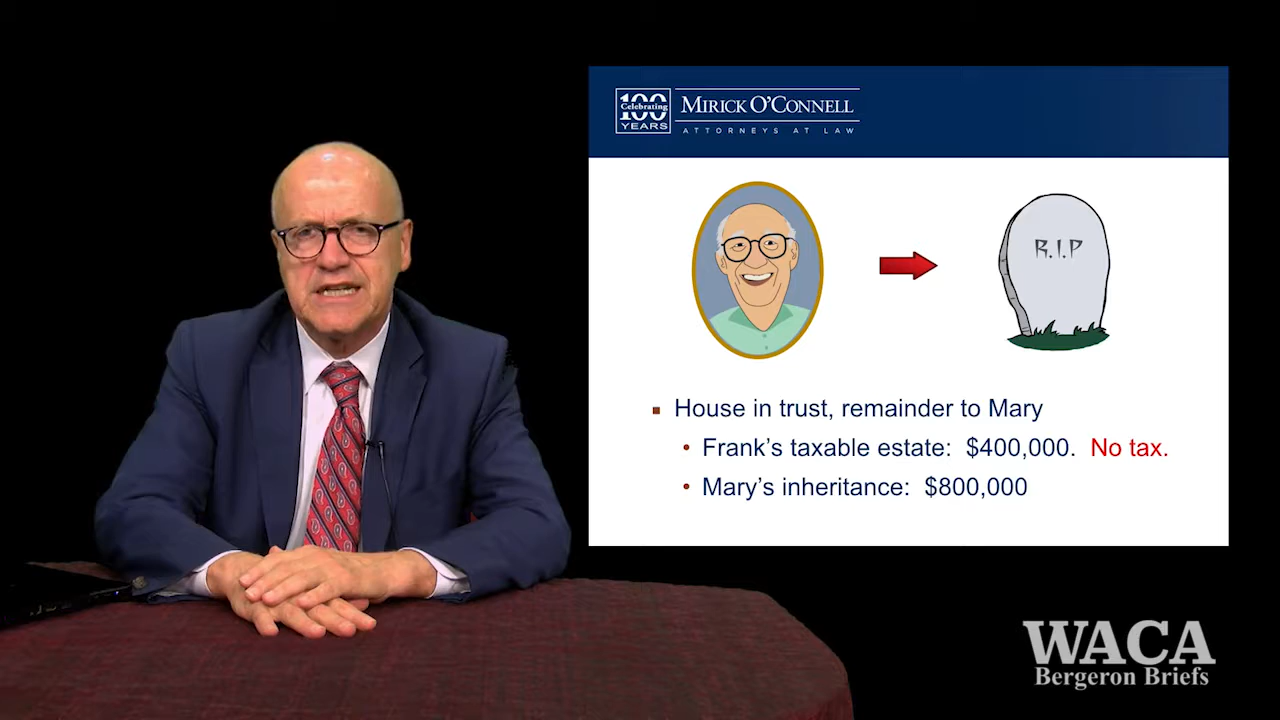 Celebrating
100
YEARS
MIRICK O'CONNELL
ATTORNEYS AT LAW
R.I.P
House in trust, remainder to Mary
Frank's taxable estate: $400,000. No tax.
Mary's inheritance: $800,000
WACA
Bergeron Briefs